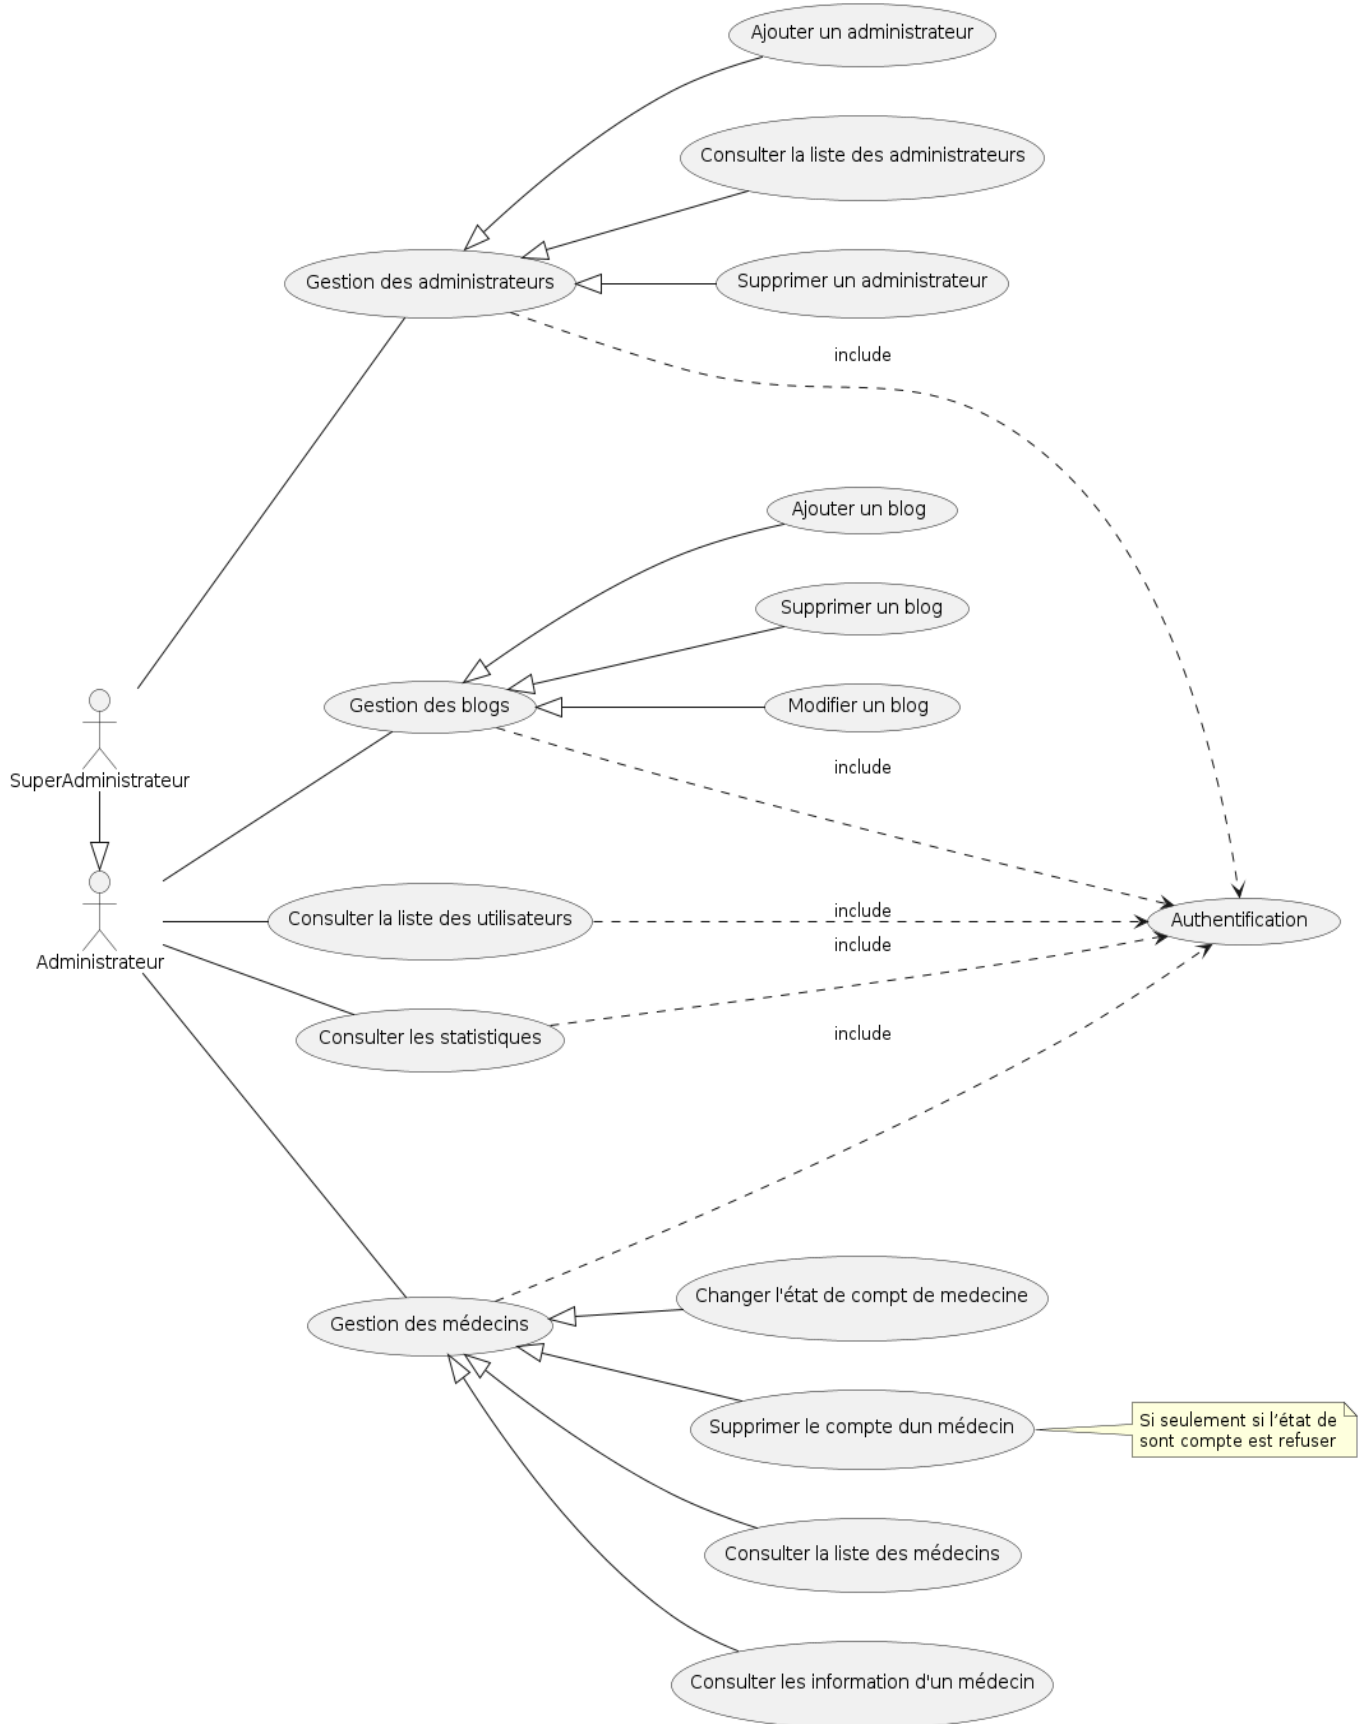 Ajouter un administrateur
Consulter la liste des administrateurs
Gestion des administrateurs
Supprimer un administrateur
include
Ajouter un blog
Supprimer un blog
Gestion des blogs
Modifier un blog
include
SuperAdministrateur
Consulter la liste des utilisateurs
include
Authentification
include
Administrateur
Consulter les statistiques
include
Changer l'état de compt de medecine
Gestion des médecins
Supprimer le compte dun médecin
Si seulement si l’état de
sont compte est refuser
Consulter la liste des médecins
Consulter les information d'un médecin